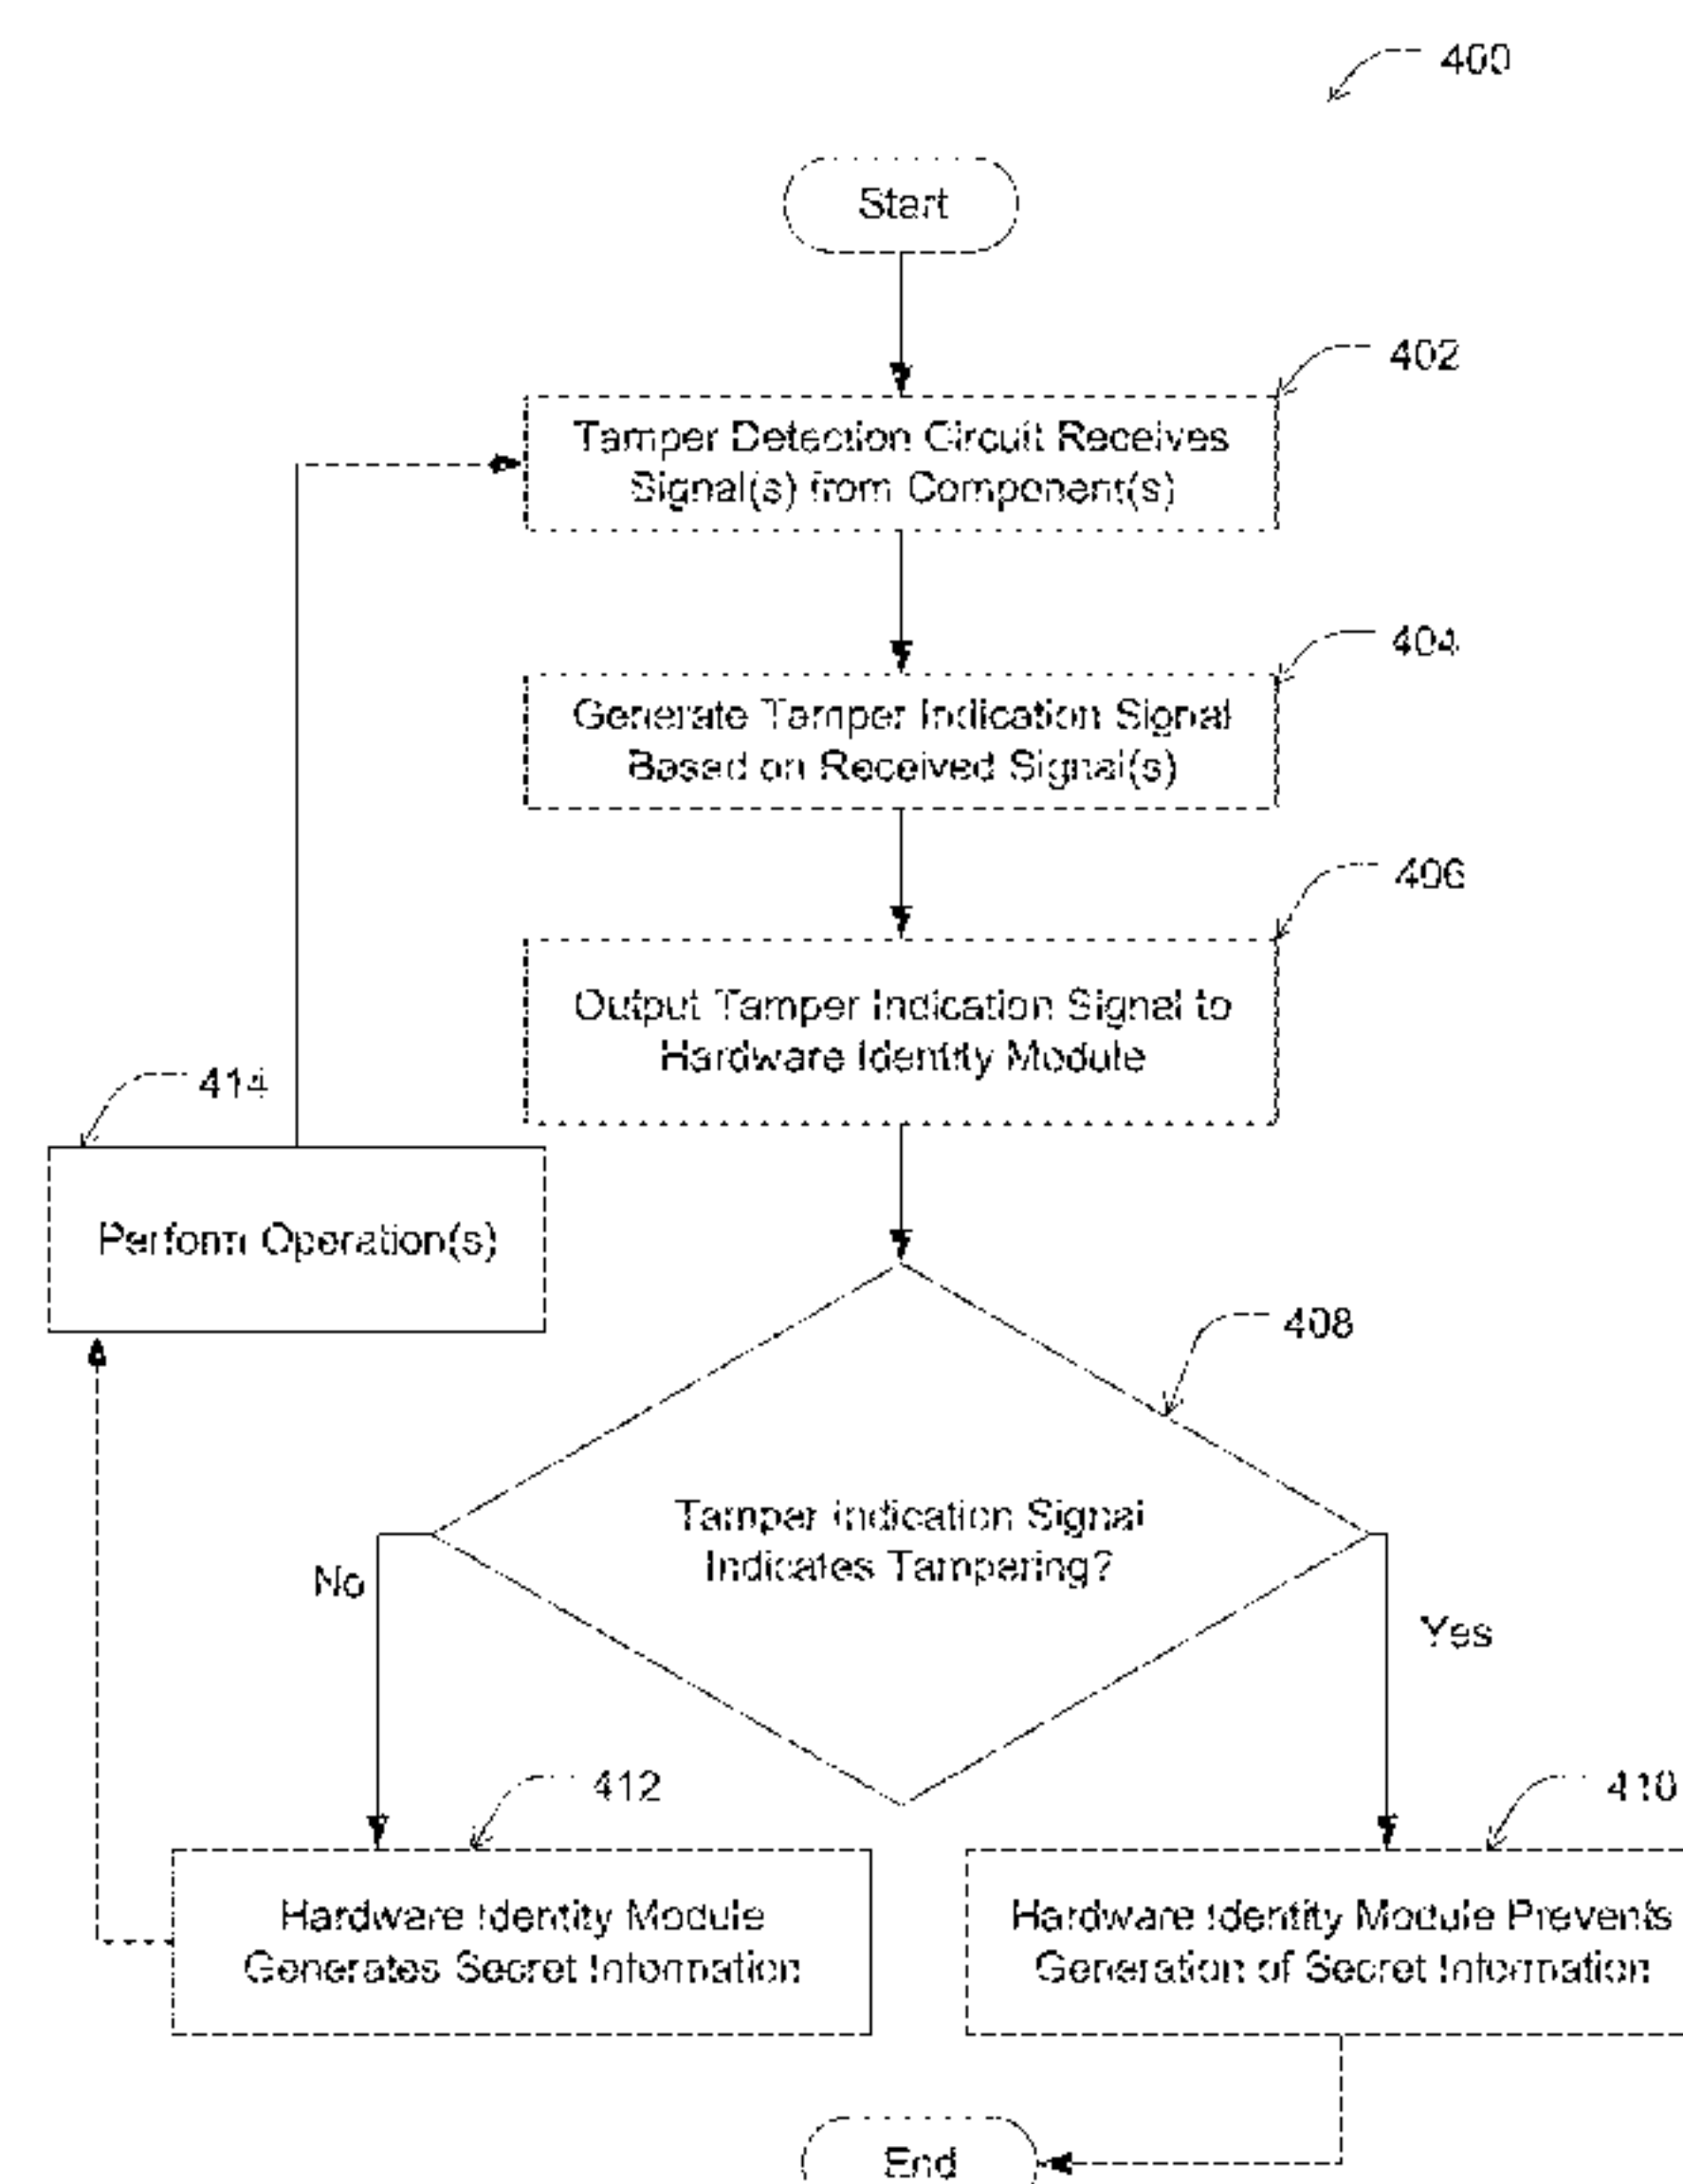 400
Start
402
Tamper Detection Circuit Receives
Signal(s) from Component(s)
404
Generate Tamper Indication Signal
Based on Received Signal(s)
406
Output Tamper Indication Signal to
Hardware Identity Module
414
Perform Operation(s)
408
Tamper Indication Signal
Indicates Tampering?
No
Yes
412
410
Hardware Identity Module
Generates Secret Information
Hardware Identity Module Prevents
Generation of Secret Information
End